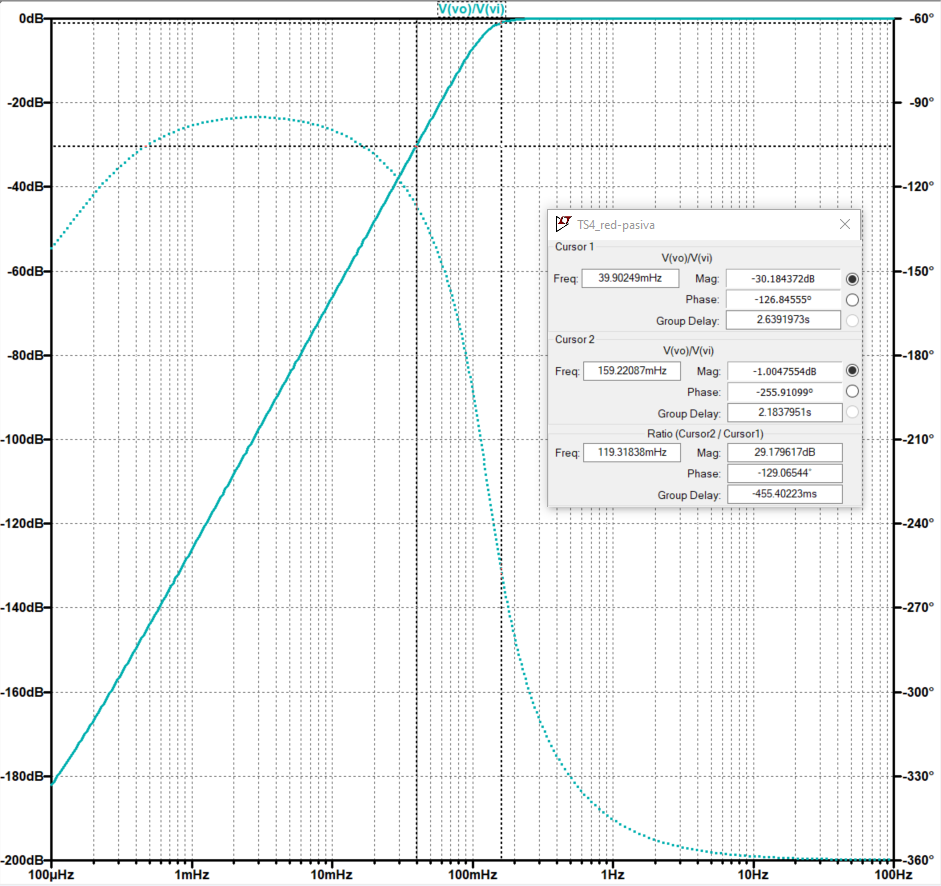 V(vo)/V(vi)
0dB
-20dB
-40dB
-60dB
-80dB
-100dB
-120dB
-140dB
-160dB
-180dB
-200dB
-60°
-90°
-120°
-150°
-180°
-210°
-240°
-270°
-300°
-330°
-360°
100µHz 1mHz 10mHz 100mHz 1Hz 10Hz 100Hz
TS4_red-pasiva
Cursor 1
V(vo)/V(vi)
Freq: 39.90249mHz Mag: -30.184372dB
Phase: -126.84555°
Group Delay: 2.6391973s
Cursor 2
V(vo)/V(vi)
Freq: 159.22087mHz Mag: -1.0047554dB
Phase: -255.91099°
Group Delay: 2.1837951s
Ratio (Cursor2 / Cursor1)
Freq: 119.31838mHz Mag: 29.179617dB
Phase: -129.06544°
Group Delay: -455.40223ms